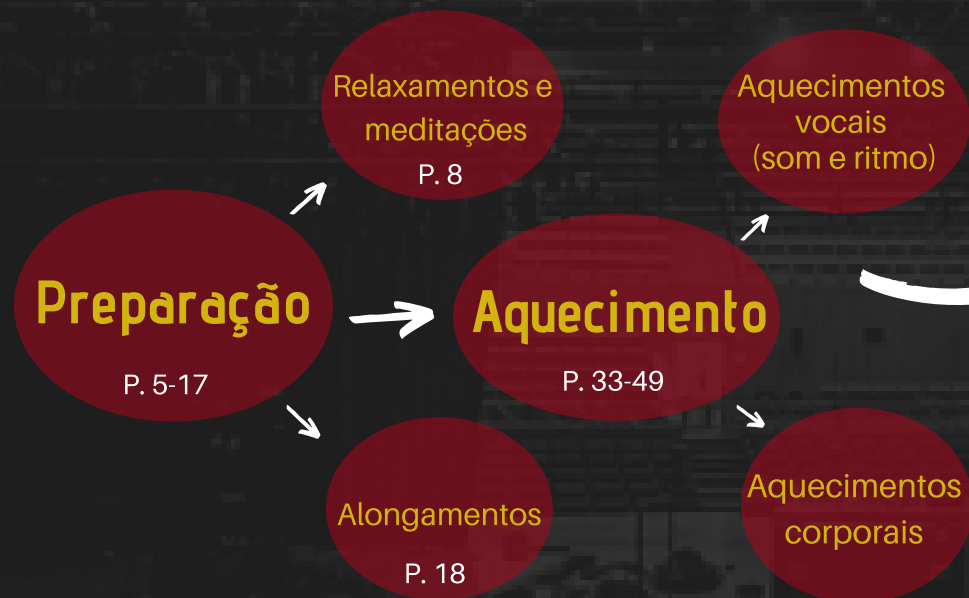 Relaxamentos e
meditações
P. 8
Aquecimentos
vocais
(som e ritmo)
Preparação
P. 5-17
Aquecimento
P. 33-49
Alongamentos
P. 18
Aquecimentos
corporais